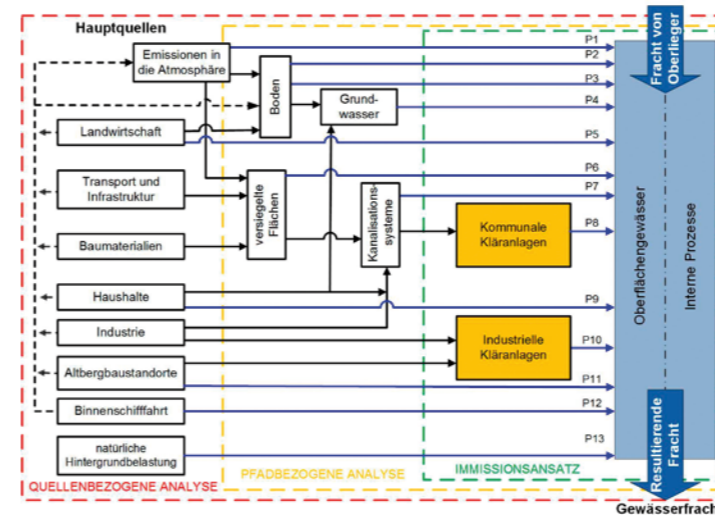 Hauptquellen
Emissionen in
die Atmosphäre
Boden
Grund-
wasser
Landwirtschaft
Transport und
Infrastruktur
versiegelte
Flächen
Kanalisations-
systeme
Kommunale
Kläranlagen
Baumaterialien
Haushalte
Industrie
Industrielle
Kläranlagen
Altbergbaustandorte
Binnenschifffahrt
natürliche
Hintergrundbelastung
P1
P2
P3
P4
P5
P6
P7
P8
P9
P10
P11
P12
P13
Fracht von
Oberlieger
Oberflächengewässer
Interne Prozesse
Resultierende
Fracht
QUELLENBEZOGENE ANALYSE
PFADBEZOGENE ANALYSE
IMMISSIONSANSATZ
Gewässerfracht